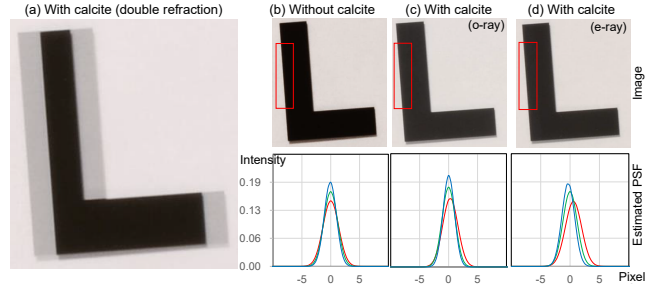 (a) With calcite (double refraction)
(b) Without calcite
(c) With calcite
(o-ray)
(d) With calcite
(e-ray)
Image
Intensity
0.19
0.13
0.06
0.00
-5 0 5
-5 0 5
-5 0 5
Pixel
Estimated PSF